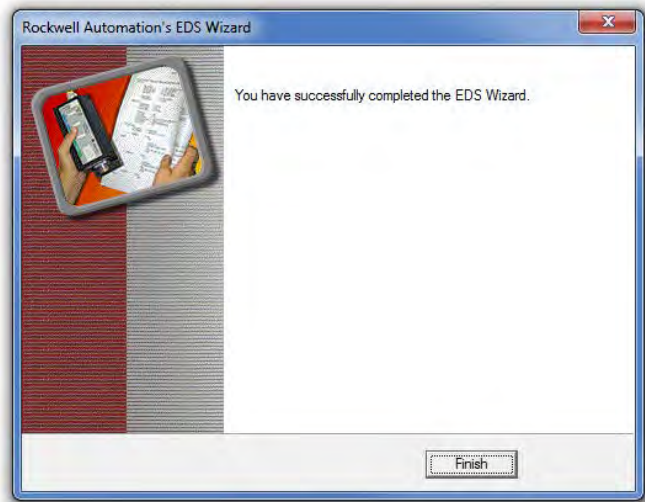 Rockwell Automation's EDS Wizard
You have successfully completed the EDS Wizard.
Finish